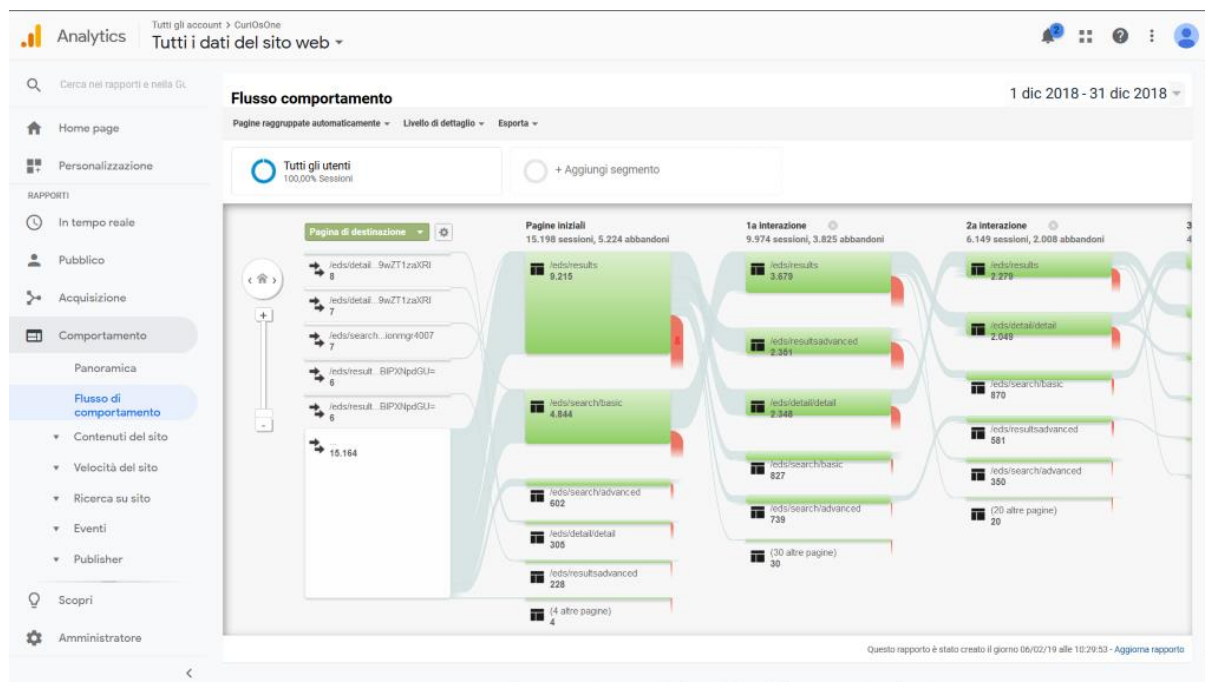 Analytics
Tutti gli account > CuriOsOne
Tutti i dati del sito web
2
Cerca nei rapporti e nella Gu
Home page
Personalizzazione
RAPPORTI
In tempo reale
Pubblico
Acquisizione
Comportamento
Panoramica
Flusso di
comportamento
Contenuti del sito
Velocità del sito
Ricerca su sito
Eventi
Publisher
Scopri
Amministratore
Flusso comportamento
1 dic 2018 - 31 dic 2018
Pagine raggruppate automaticamente
Livello di dettaglio
Esporta
Tutti gli utenti
100,00% Sessioni
+ Aggiungi segmento
Pagina di destinazione
/eds/detail...9wZT1zaXRl
8
/eds/detail...9wZT1zaXRl
7
/eds/search...ionmgr4007
7
/eds/result...BlPXNpdGU=
6
/eds/result...BlPXNpdGU=
6
...
15.164
Pagine iniziali
15.198 sessioni, 5.224 abbandoni
/eds/results
9.215
/eds/search/basic
4.844
/eds/search/advanced
602
/eds/detail/detail
305
/eds/resultsadvanced
228
(4 altre pagine)
4
1a interazione
9.974 sessioni, 3.825 abbandoni
/eds/results
3.679
/eds/resultsadvanced
2.351
/eds/detail/detail
2.348
/eds/search/basic
827
/eds/search/advanced
739
(30 altre pagine)
30
2a interazione
6.149 sessioni, 2.008 abbandoni
/eds/results
2.279
/eds/detail/detail
2.049
/eds/search/basic
870
/eds/resultsadvanced
581
/eds/search/advanced
350
(20 altre pagine)
20
3
4
Questo rapporto è stato creato il giorno 06/02/19 alle 10:29:53 - Aggiorna rapporto